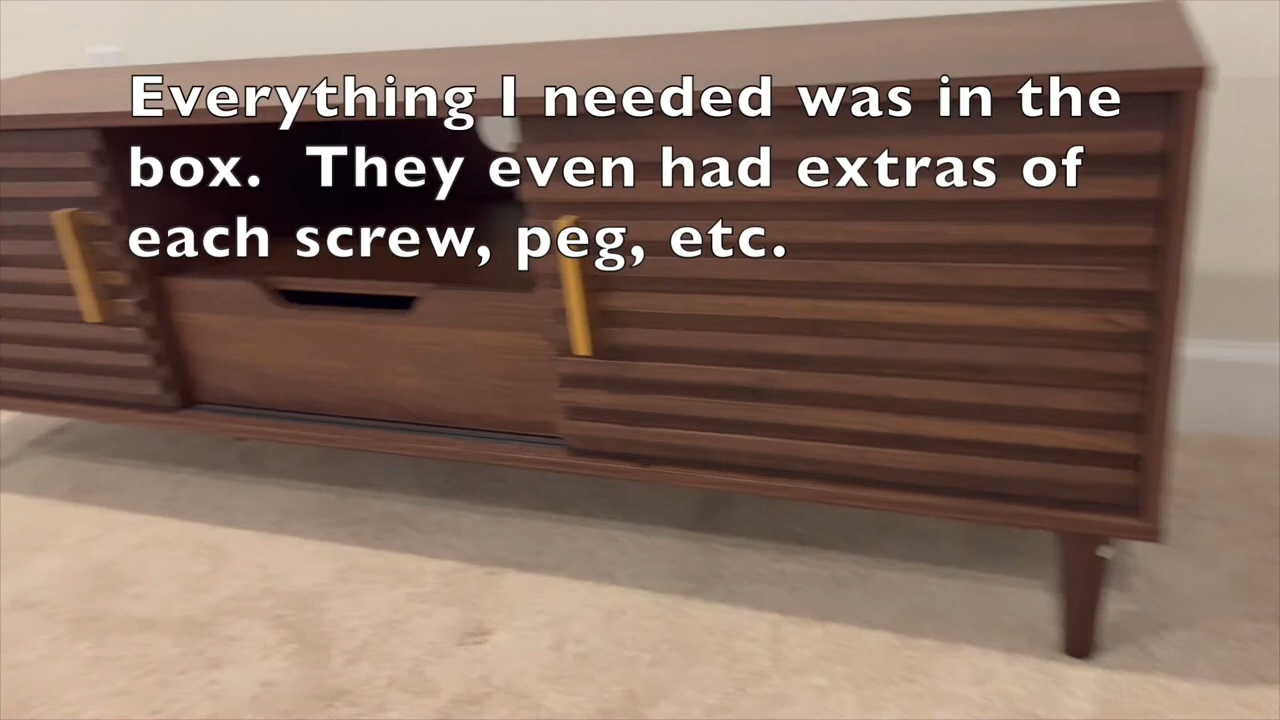 Everything I needed was in the
box.  They even had extras of
each screw, peg, etc.